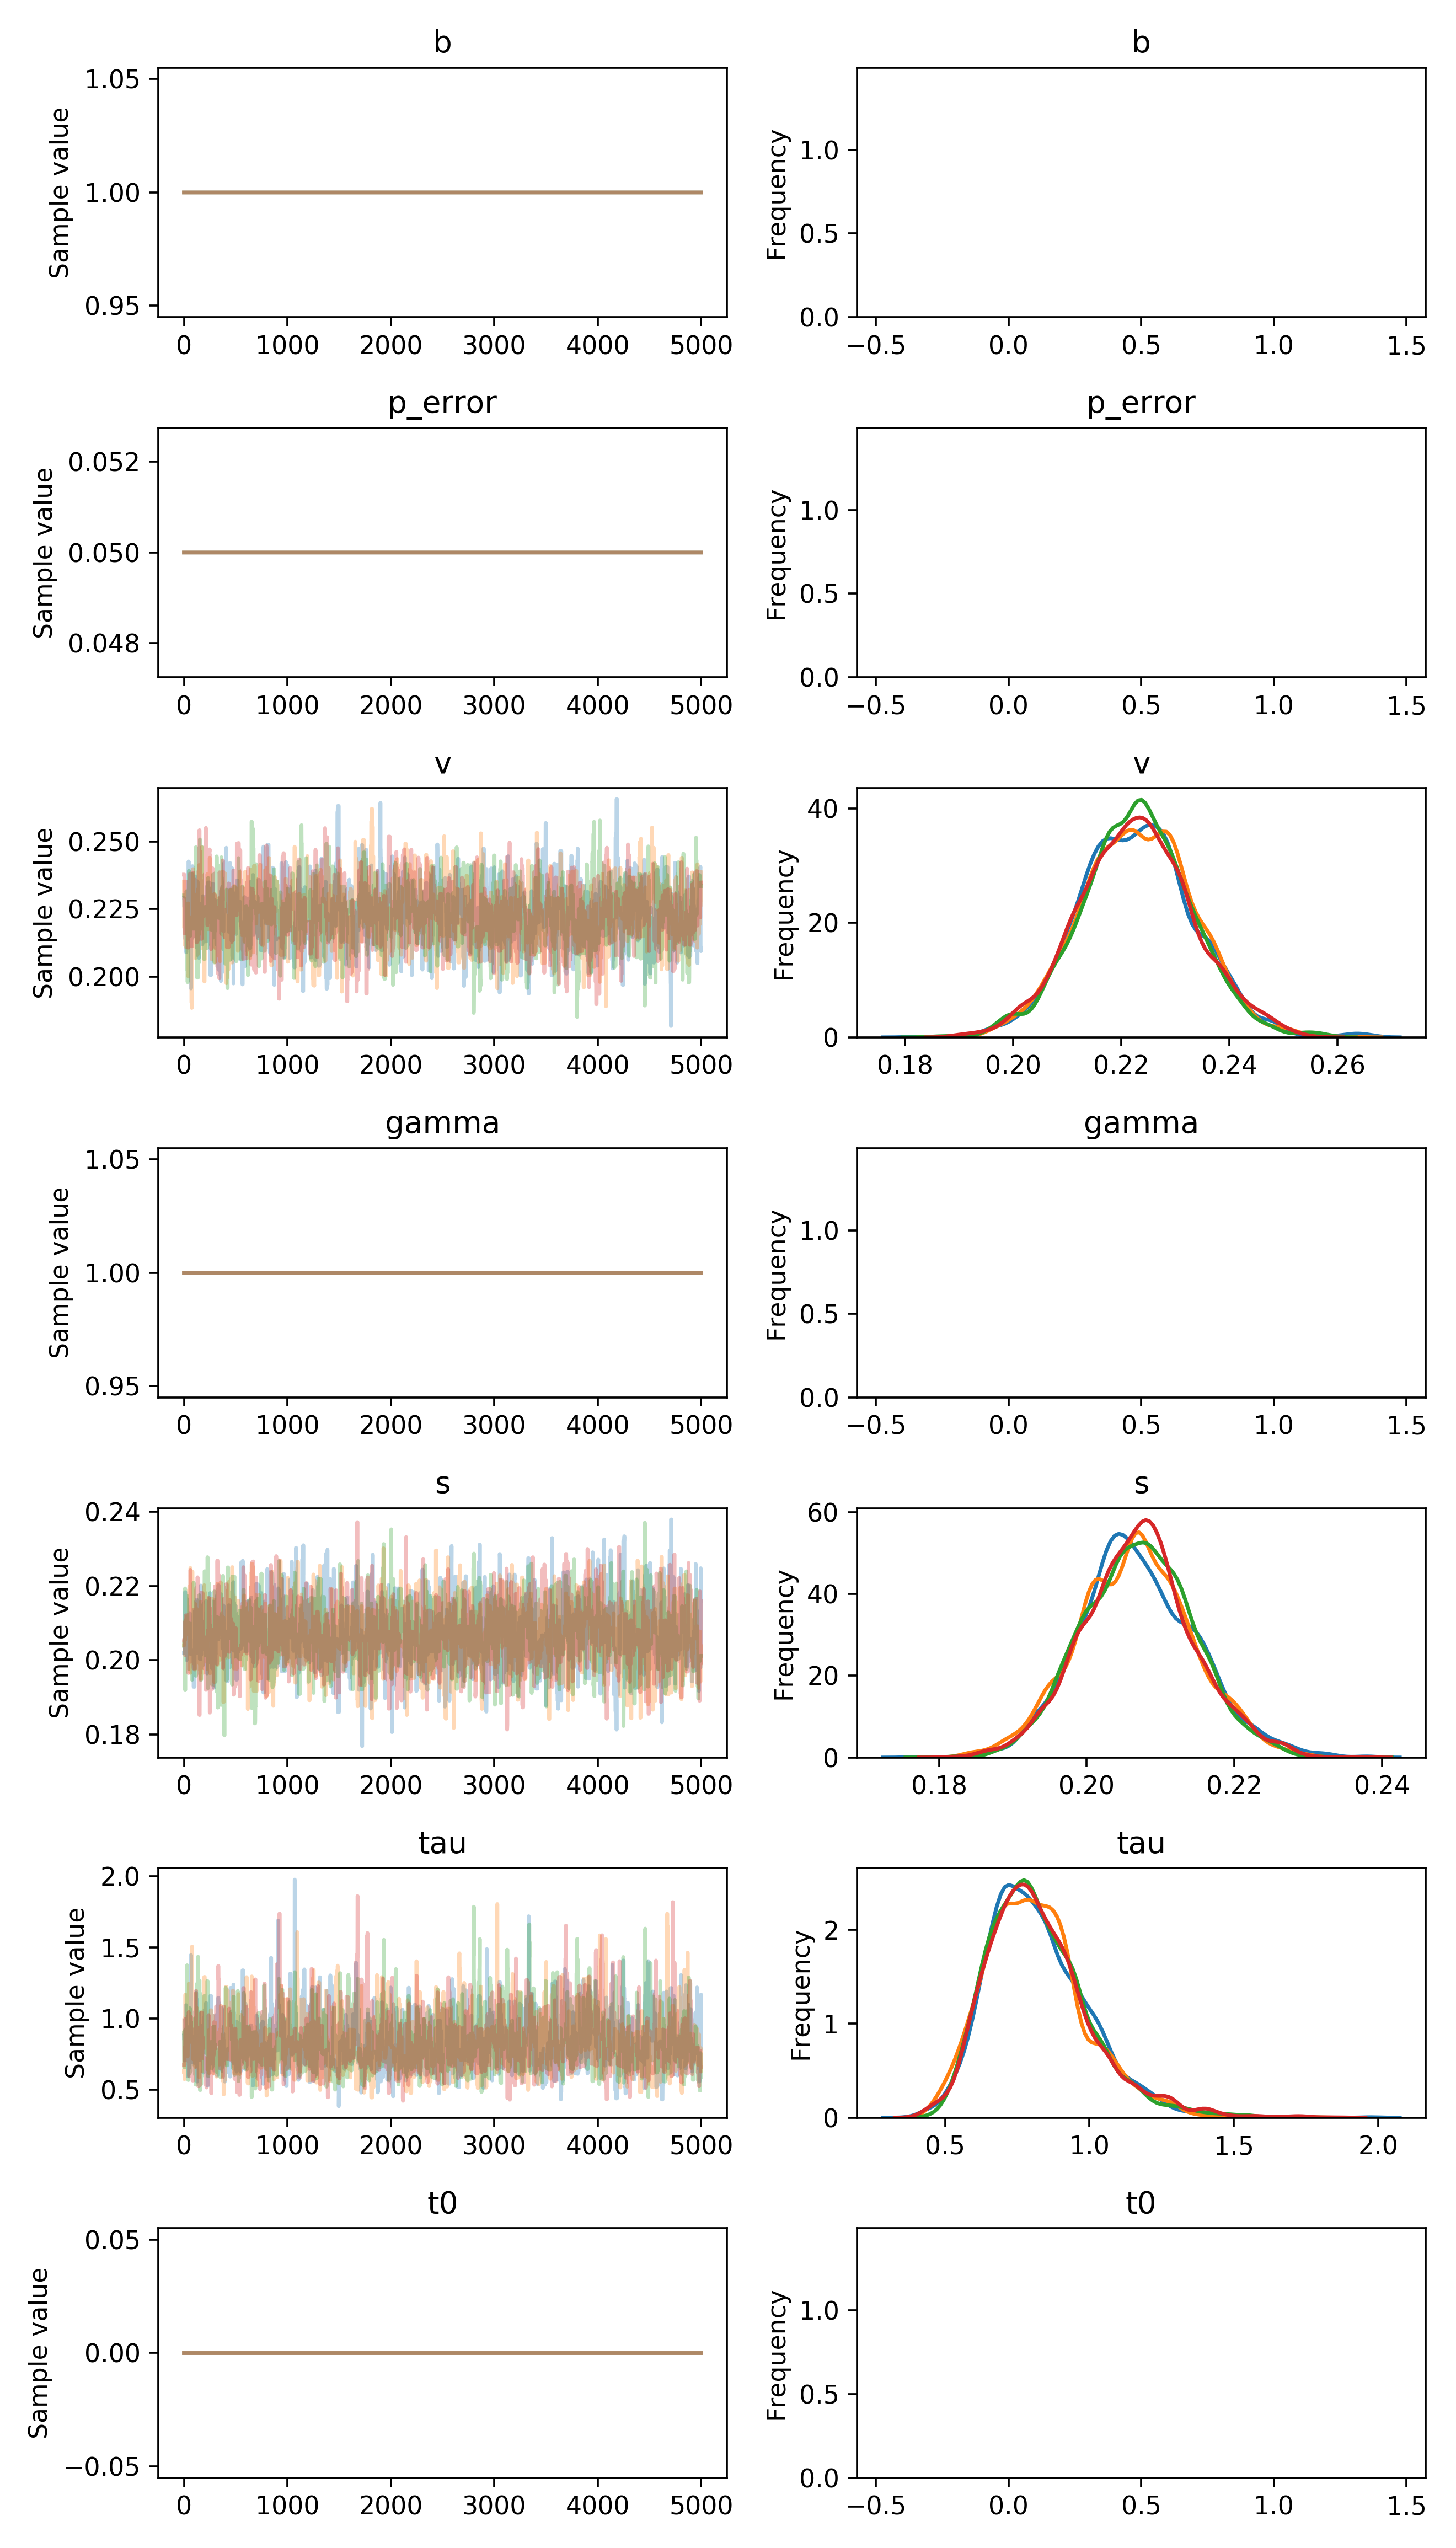 b
b
1.05
1.00
0.95
Sample value
0 1000 2000 3000 4000 5000
1.0
0.5
0.0
Frequency
−0.5 0.0 0.5 1.0 1.5
p_error
p_error
0.052
0.050
0.048
Sample value
0 1000 2000 3000 4000 5000
1.0
0.5
0.0
Frequency
−0.5 0.0 0.5 1.0 1.5
v
v
0.250
0.225
0.200
Sample value
0 1000 2000 3000 4000 5000
40
20
0
Frequency
0.18 0.20 0.22 0.24 0.26
gamma
gamma
1.05
1.00
0.95
Sample value
0 1000 2000 3000 4000 5000
1.0
0.5
0.0
Frequency
−0.5 0.0 0.5 1.0 1.5
s
s
0.24
0.22
0.20
0.18
Sample value
0 1000 2000 3000 4000 5000
60
40
20
0
Frequency
0.18 0.20 0.22 0.24
tau
tau
2.0
1.5
1.0
0.5
Sample value
0 1000 2000 3000 4000 5000
2
1
0
Frequency
0.5 1.0 1.5 2.0
t0
t0
0.05
0.00
−0.05
Sample value
0 1000 2000 3000 4000 5000
1.0
0.5
0.0
Frequency
−0.5 0.0 0.5 1.0 1.5